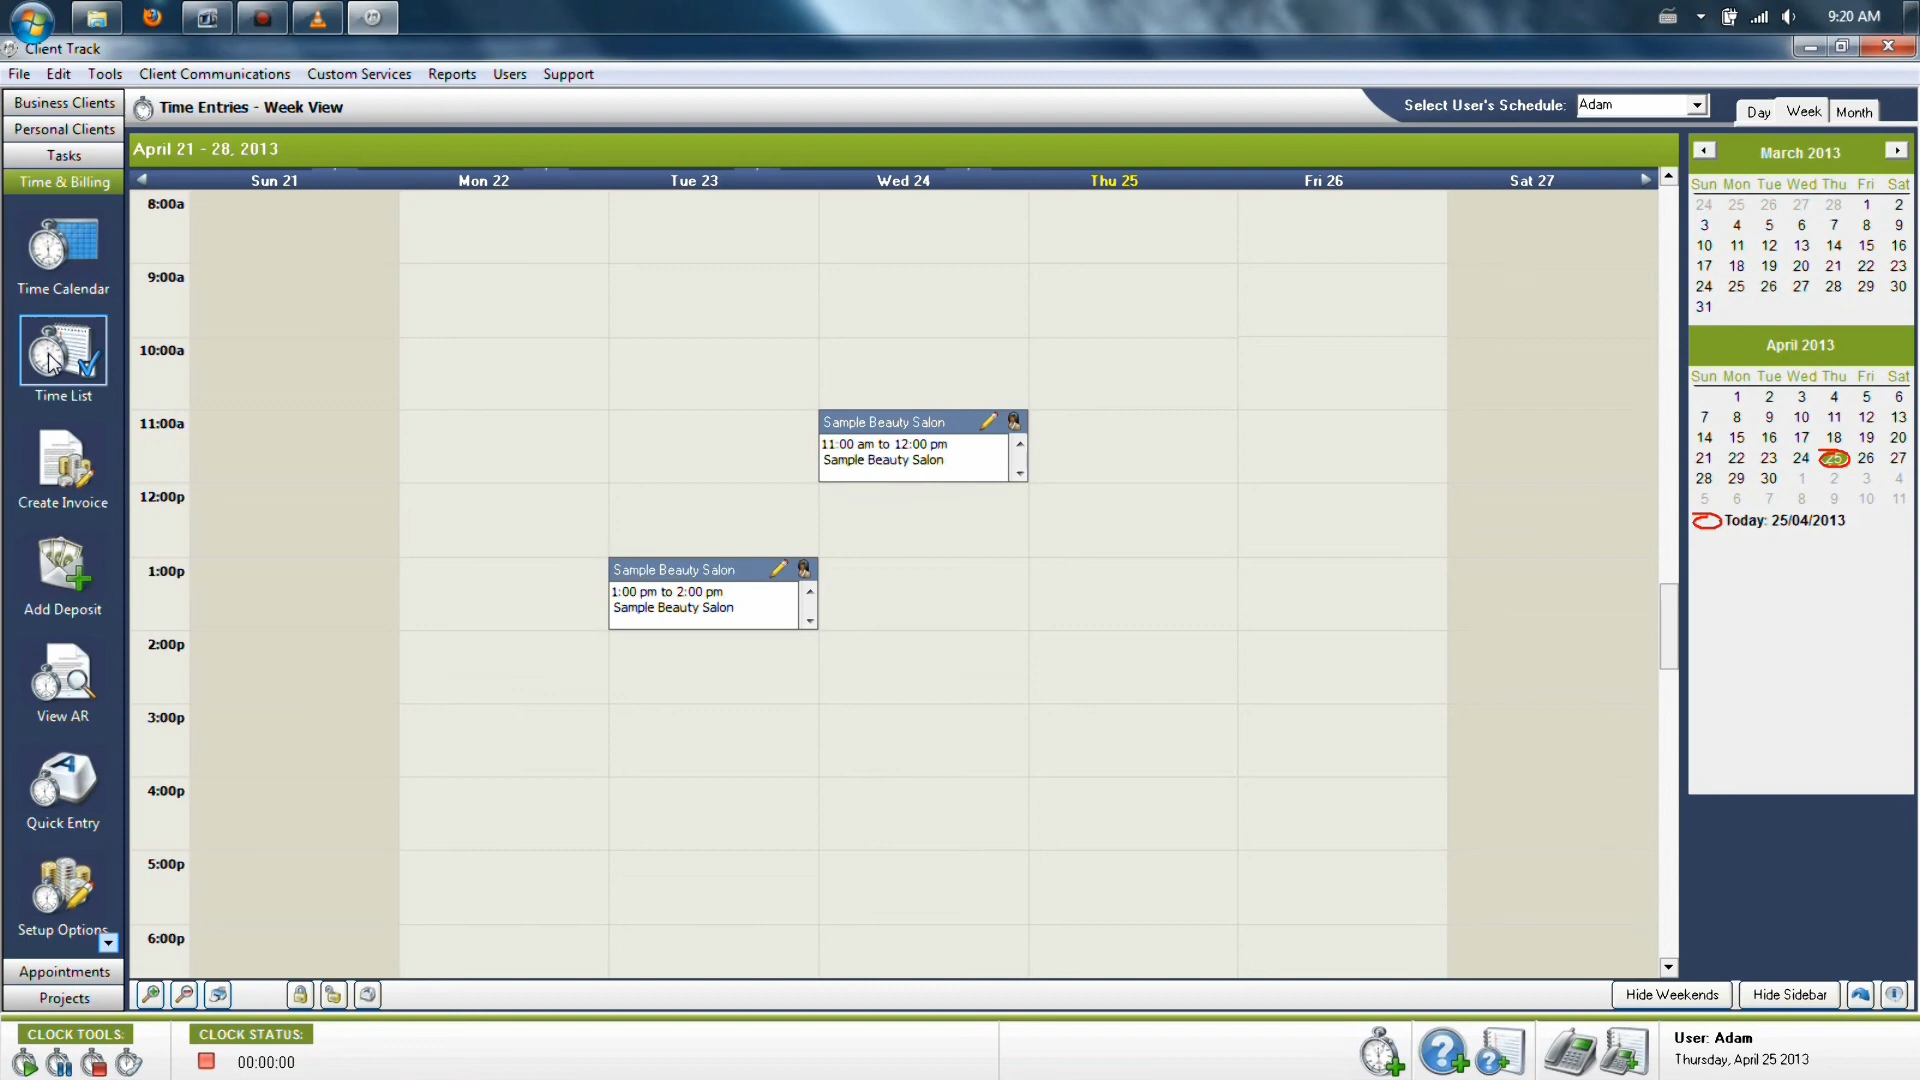 9:20 AM
Client Track
File Edit Tools Client Communications Custom Services Reports Users Support
Business Clients
Personal Clients
Tasks
Time & Billing
Time Calendar
Time List
Create Invoice
Add Deposit
View AR
Quick Entry
Setup Options
Appointments
Projects
Time Entries - Week View
Select User's Schedule: Adam
Day Week Month
April 21 - 28, 2013
Sun 21 Mon 22 Tue 23 Wed 24 Thu 25 Fri 26 Sat 27
8:00a
9:00a
10:00a
11:00a
12:00p
1:00p
2:00p
3:00p
4:00p
5:00p
6:00p
Sample Beauty Salon
11:00 am to 12:00 pm
Sample Beauty Salon
Sample Beauty Salon
1:00 pm to 2:00 pm
Sample Beauty Salon
March 2013
Sun Mon Tue Wed Thu Fri Sat
24 25 26 27 28 1 2
3 4 5 6 7 8 9
10 11 12 13 14 15 16
17 18 19 20 21 22 23
24 25 26 27 28 29 30
31
April 2013
Sun Mon Tue Wed Thu Fri Sat
1 2 3 4 5 6
7 8 9 10 11 12 13
14 15 16 17 18 19 20
21 22 23 24 25 26 27
28 29 30 1 2 3 4
5 6 7 8 9 10 11
Today: 25/04/2013
Hide Weekends Hide Sidebar
CLOCK TOOLS:
CLOCK STATUS:
00:00:00
User: Adam
Thursday, April 25 2013